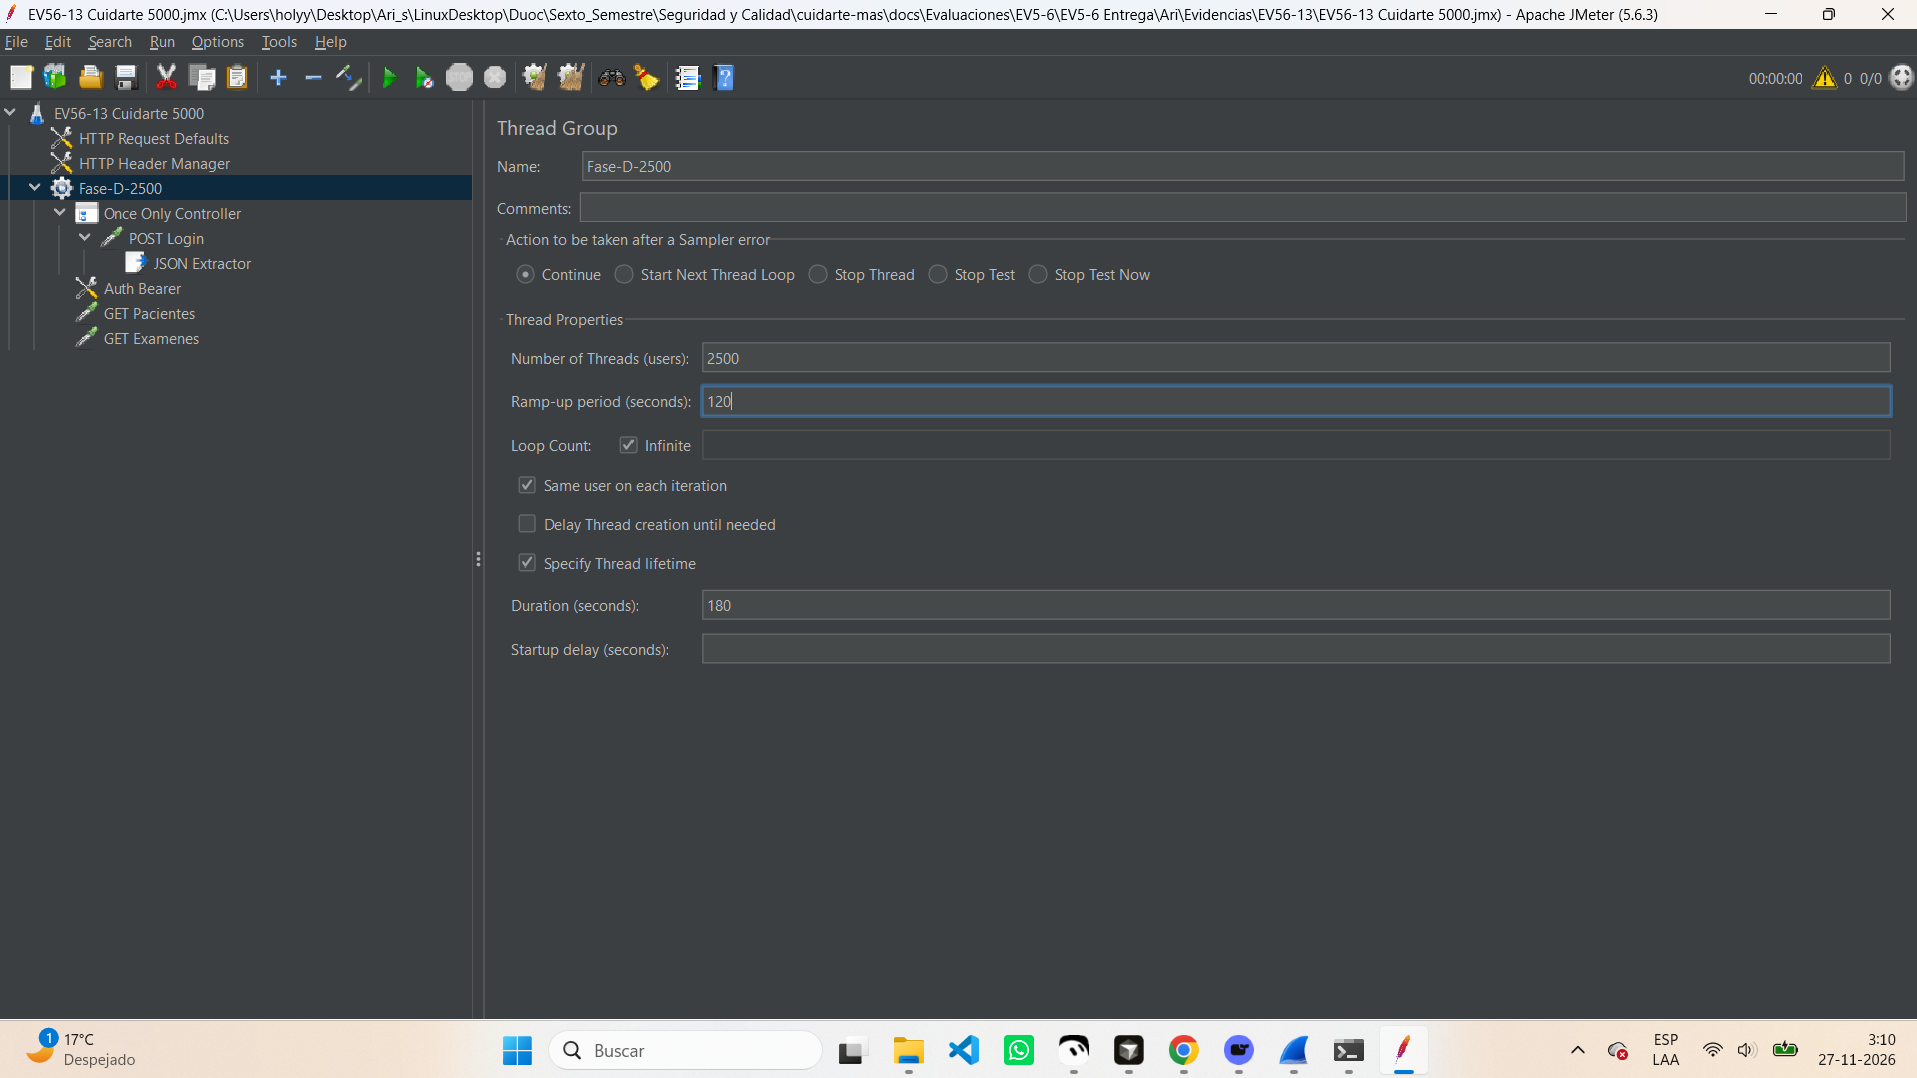 EV56-13 Cuidarte 5000.jmx (C:\Users\holyy\Desktop\Ari_s\LinuxDesktop\Duoc\Sexto_Semestre\Seguridad y Calidad\cuidarte-mas\docs\Evaluaciones\EV5-6\EV5-6 Entrega\Ari\Evidencias\EV56-13\EV56-13 Cuidarte 5000.jmx) - Apache JMeter (5.6.3)
File Edit Search Run Options Tools Help
STOP
00:00:00 0 0/0
EV56-13 Cuidarte 5000
HTTP Request Defaults
HTTP Header Manager
Fase-D-2500
Once Only Controller
POST Login
JSON Extractor
Auth Bearer
GET Pacientes
GET Examenes
Thread Group
Name: Fase-D-2500
Comments:
Action to be taken after a Sampler error
Continue Start Next Thread Loop Stop Thread Stop Test Stop Test Now
Thread Properties
Number of Threads (users): 2500
Ramp-up period (seconds): 120
Loop Count: Infinite
Same user on each iteration
Delay Thread creation until needed
Specify Thread lifetime
Duration (seconds): 180
Startup delay (seconds):
1
17°C
Despejado
Buscar
ESP
LAA
3:10
27-11-2026